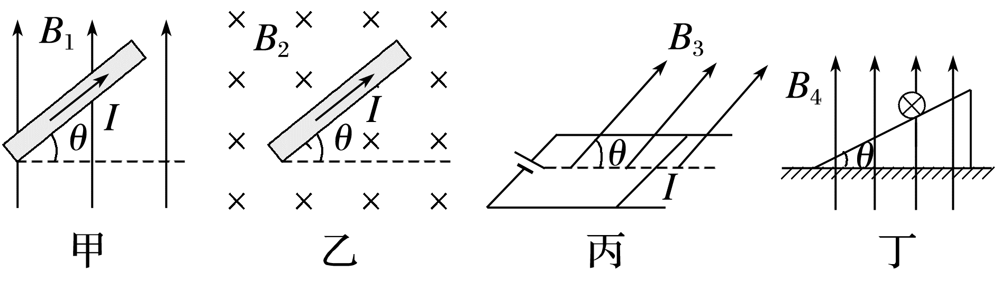 B₁ I θ
B₂ I θ
B₃ θ I
B₄ θ
甲 乙 丙 丁